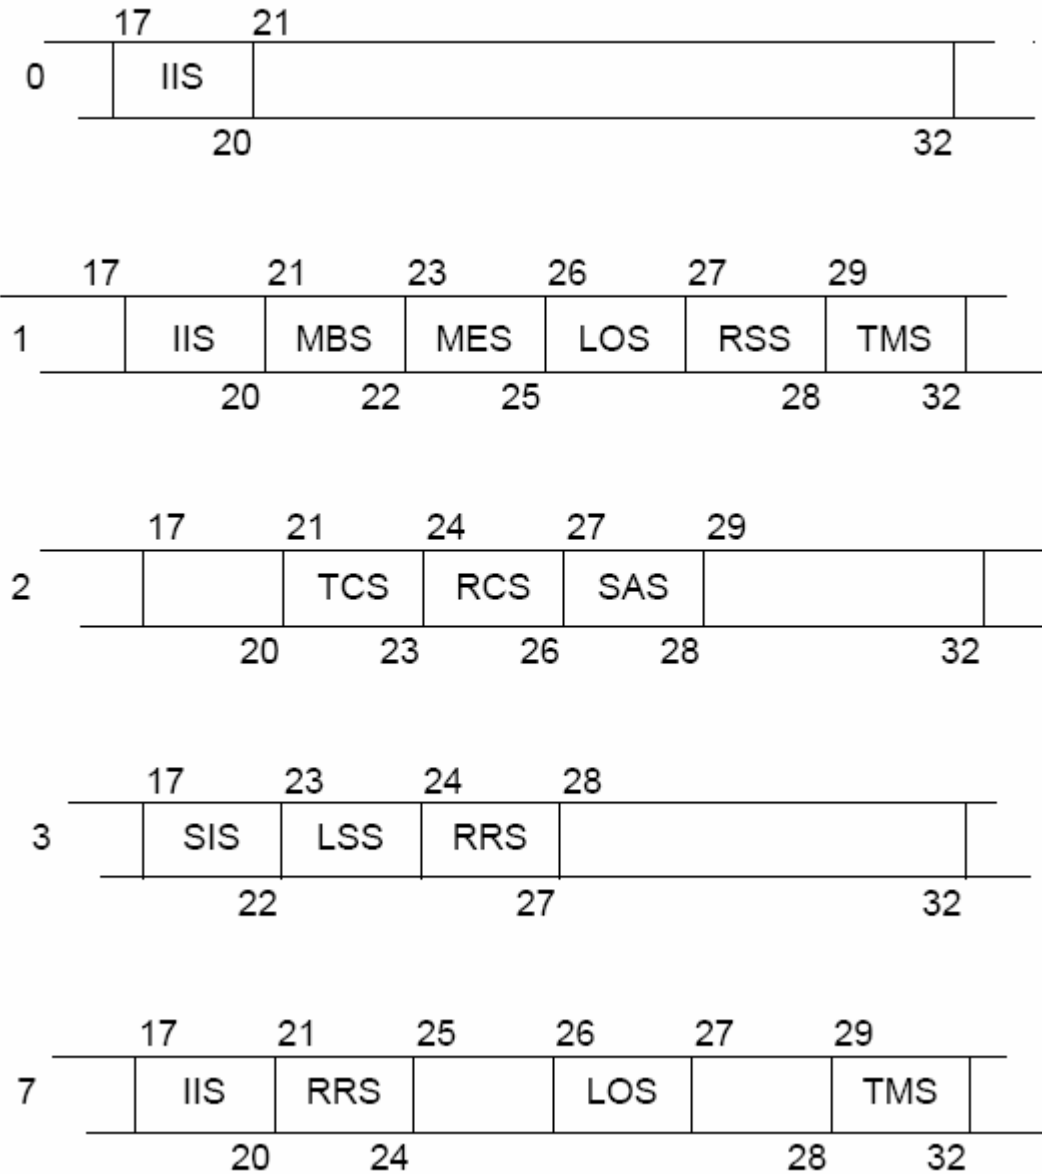 17 21
0 IIS
20 32
17 21 23 26 27 29
1 IIS MBS MES LOS RSS TMS
20 22 25 28 32
17 21 24 27 29
2 TCS RCS SAS
20 23 26 28 32
17 23 24 28
3 SIS LSS RRS
22 27 32
17 21 25 26 27 29
7 IIS RRS LOS TMS
20 24 28 32